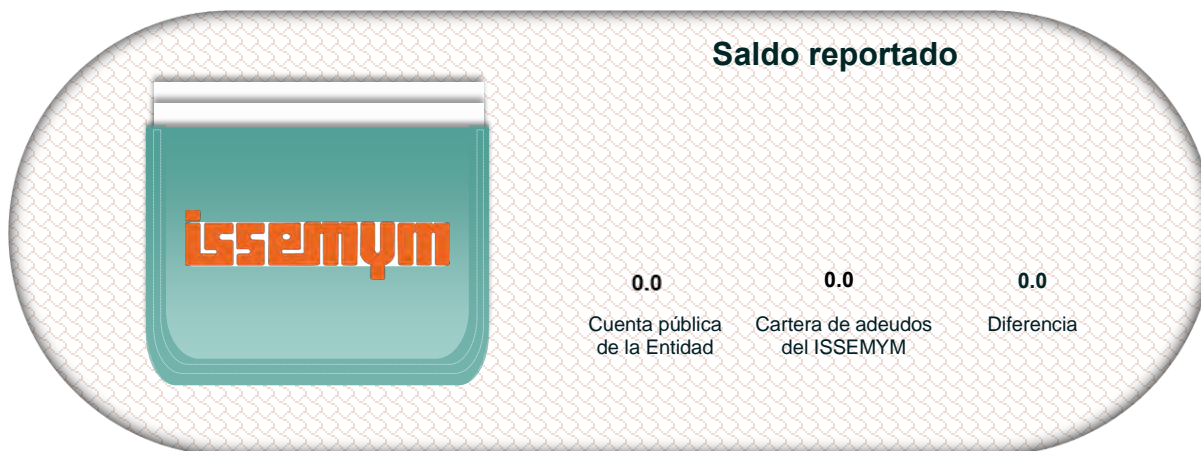 Saldo reportado
issemym
0.0
0.0
0.0
Cuenta pública
de la Entidad
Cartera de adeudos
del ISSEMYM
Diferencia